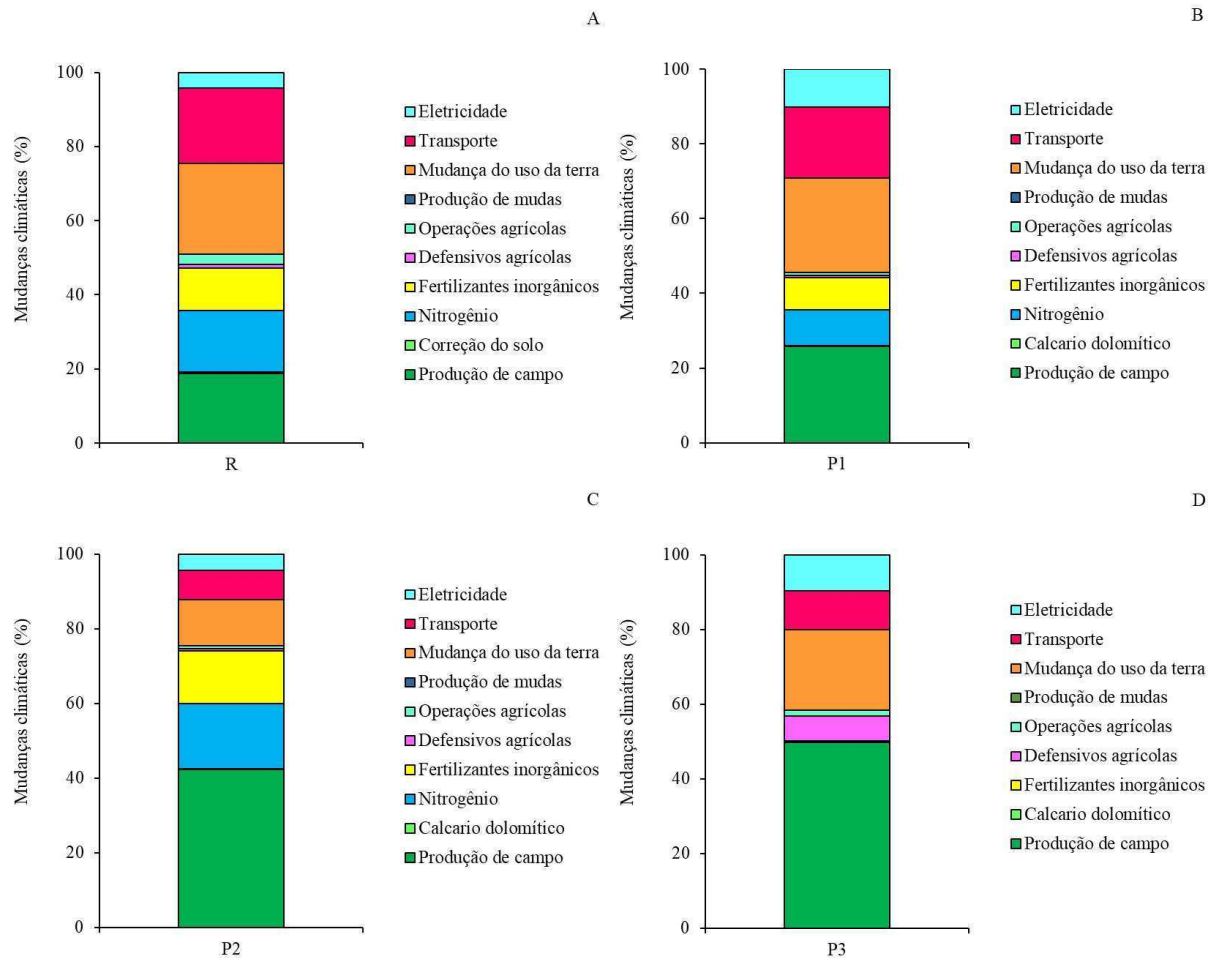 A
Mudanças climáticas (%)
100
80
60
40
20
0
R
Eletricidade
Transporte
Mudança do uso da terra
Produção de mudas
Operações agrícolas
Defensivos agrícolas
Fertilizantes inorgânicos
Nitrogênio
Correção do solo
Produção de campo
B
Mudanças climáticas (%)
100
80
60
40
20
0
P1
Eletricidade
Transporte
Mudança do uso da terra
Produção de mudas
Operações agrícolas
Defensivos agrícolas
Fertilizantes inorgânicos
Nitrogênio
Calcario dolomítico
Produção de campo
C
Mudanças climáticas (%)
100
80
60
40
20
0
P2
Eletricidade
Transporte
Mudança do uso da terra
Produção de mudas
Operações agrícolas
Defensivos agrícolas
Fertilizantes inorgânicos
Nitrogênio
Calcario dolomítico
Produção de campo
D
Mudanças climáticas (%)
100
80
60
40
20
0
P3
Eletricidade
Transporte
Mudança do uso da terra
Produção de mudas
Operações agrícolas
Defensivos agrícolas
Fertilizantes inorgânicos
Calcario dolomítico
Produção de campo